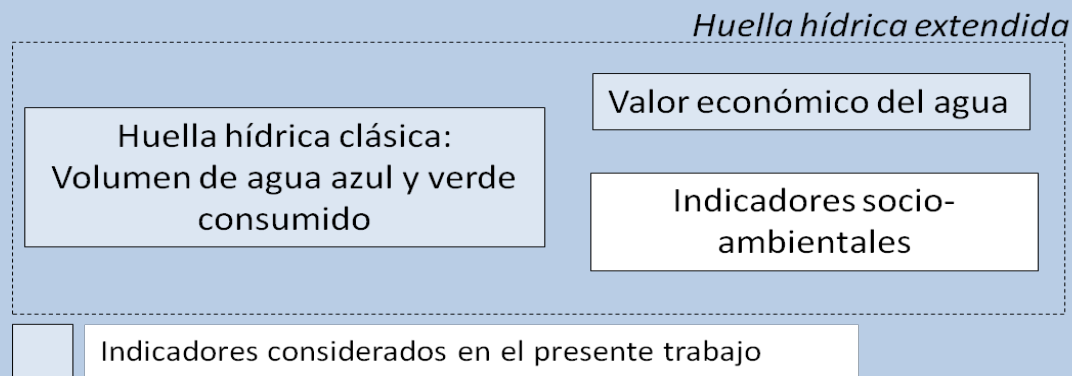 Huella hídrica extendida
Huella hídrica clásica:
Volumen de agua azul y verde
consumido
Valor económico del agua
Indicadores socio-
ambientales
Indicadores considerados en el presente trabajo